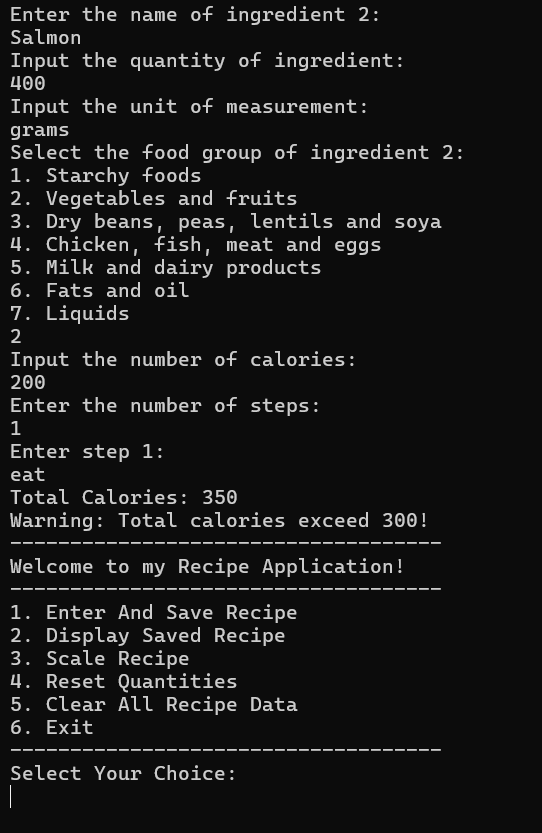 Enter the name of ingredient 2:
Salmon
Input the quantity of ingredient:
400
Input the unit of measurement:
grams
Select the food group of ingredient 2:
1. Starchy foods
2. Vegetables and fruits
3. Dry beans, peas, lentils and soya
4. Chicken, fish, meat and eggs
5. Milk and dairy products
6. Fats and oil
7. Liquids
2
Input the number of calories:
200
Enter the number of steps:
1
Enter step 1:
eat
Total Calories: 350
Warning: Total calories exceed 300!
------------------------------------
Welcome to my Recipe Application!
------------------------------------
1. Enter And Save Recipe
2. Display Saved Recipe
3. Scale Recipe
4. Reset Quantities
5. Clear All Recipe Data
6. Exit
------------------------------------
Select Your Choice: